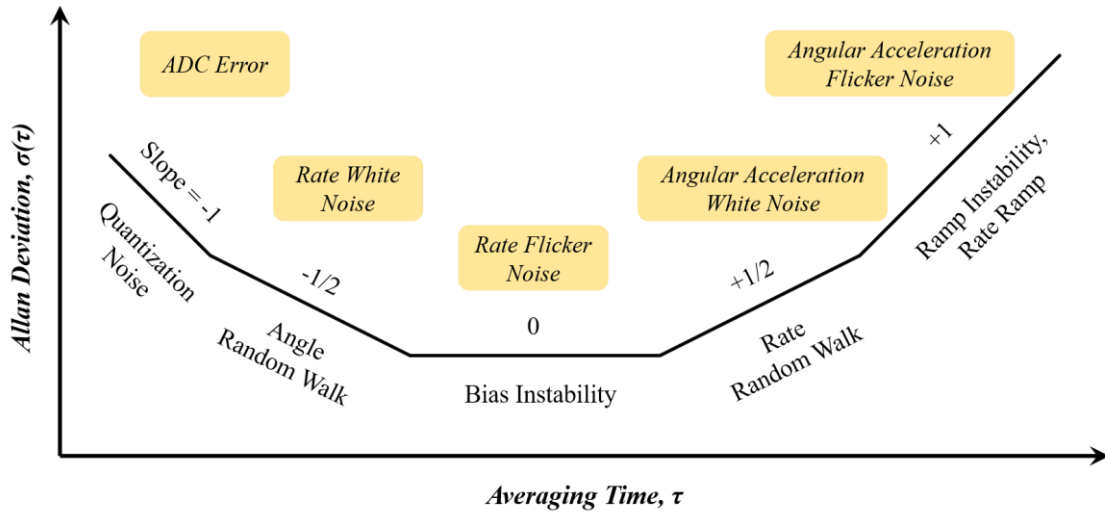 ADC Error
Angular Acceleration
Flicker Noise
Slope = -1
Rate White
Noise
Angular Acceleration
White Noise
+1
Quantization
Noise
Rate Flicker
Noise
Ramp Instability,
Rate Ramp
-1/2
+1/2
0
Angle
Random Walk
Rate
Random Walk
Bias Instability
Allan Deviation, σ(τ)
Averaging Time, τ